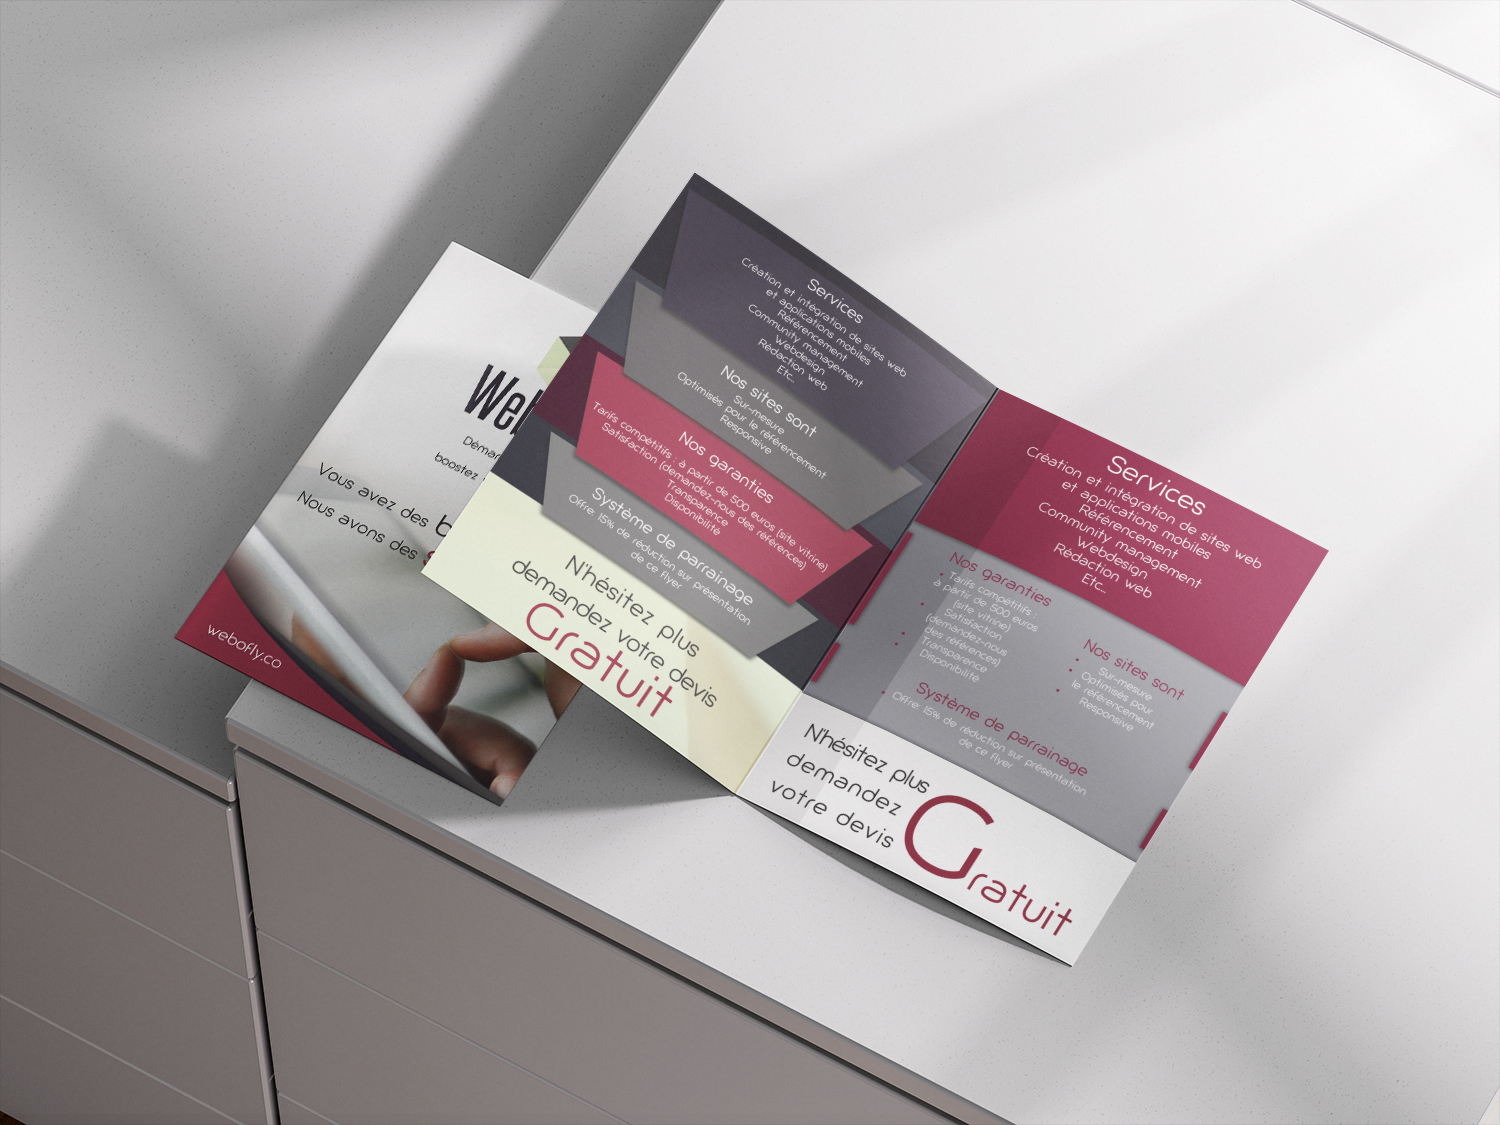 Web
Démar
boostez
Vous avez des b
Nous avons des
webofly.co
Services
Création et intégration de sites web
et applications mobiles
Référencement
Community management
Webdesign
Rédaction web
Etc..
Nos sites sont
Sur-mesure
Optimisés pour le référencement
Responsive
Nos garanties
Tarifs compétitifs : à partir de 500 euros (site vitrine)
Satisfaction (demandez-nous des références)
Transparence
Disponibilité
Système de parrainage
Offre: 15% de réduction sur présentation
de ce flyer
N'hésitez plus
demandez votre devis
Gratuit
Services
Création et intégration de sites web
et applications mobiles
Référencement
Community management
Webdesign
Rédaction web
Etc..
Nos garanties
• Tarifs compétitifs :
à partir de 500 euros
(site vitrine)
• Satisfaction
(demandez-nous
des références)
• Transparence
• Disponibilité
Nos sites sont
• Sur-mesure
• Optimisés pour
le référencement
• Responsive
Système de parrainage
• Offre: 15% de réduction sur présentation
de ce flyer
N'hésitez plus
demandez
votre devis
Gratuit